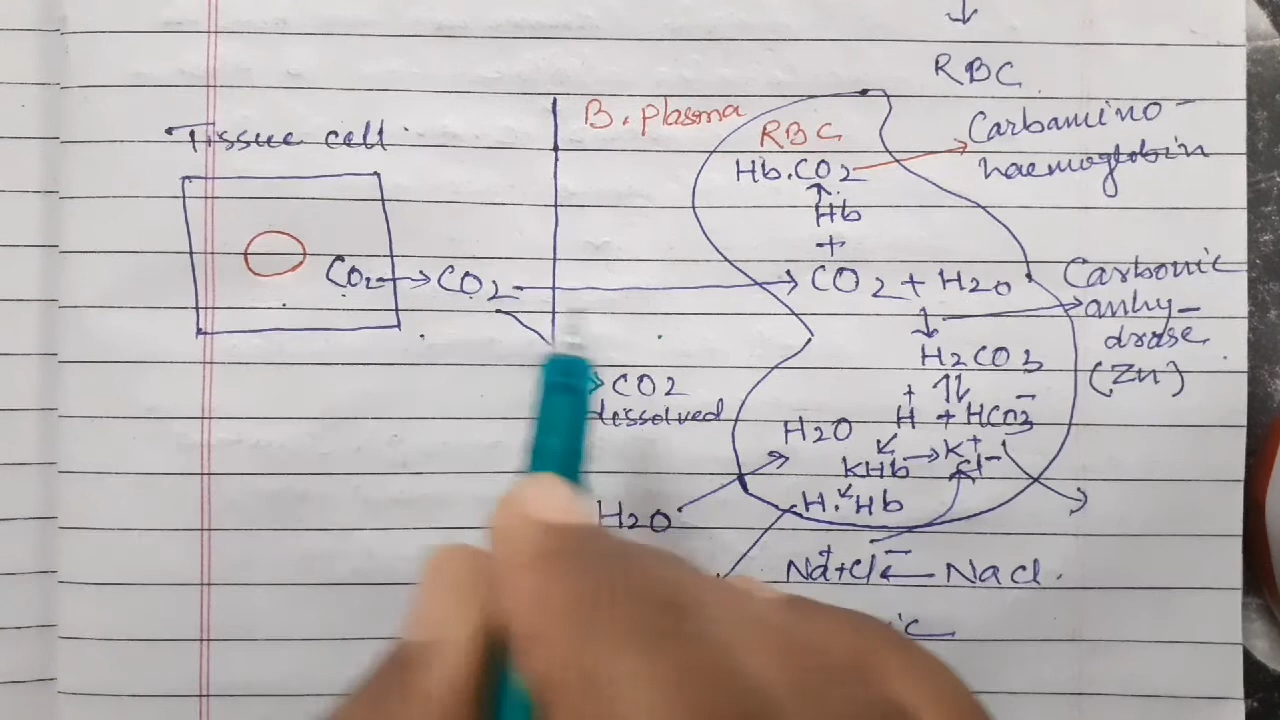 RBC
B. plasma
Tissue cell
RBC
Carbamino-
haemoglobin
Hb.CO2
Hb
+
CO2 → CO2 → CO2 + H2O
Carbonic
anhy-
drase
(Zn)
↓
H2CO3
+ ↑↓
CO2
dissolved
H + HCO3-
H2O
KHb → K+
Cl-
H.Hb
H2O
Na+ + Cl- ← NaCl.